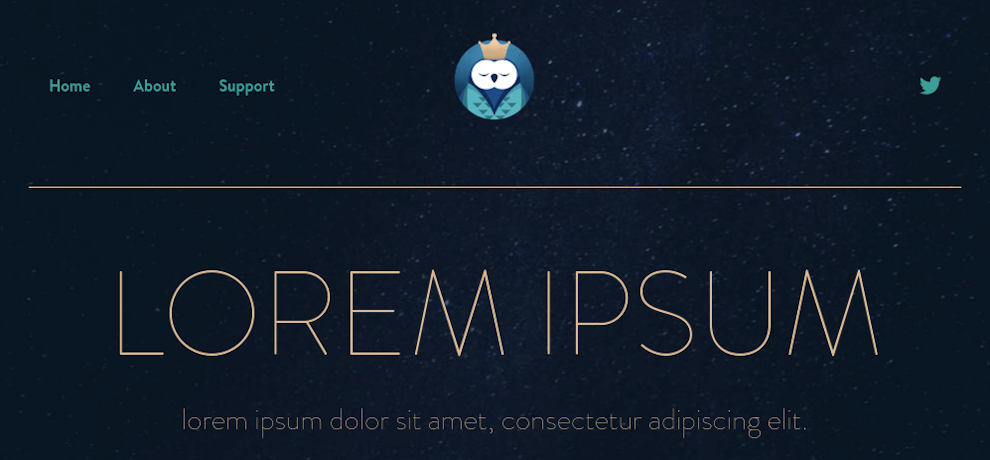 Home About Support
LOREM IPSUM
lorem ipsum dolor sit amet, consectetur adipiscing elit.